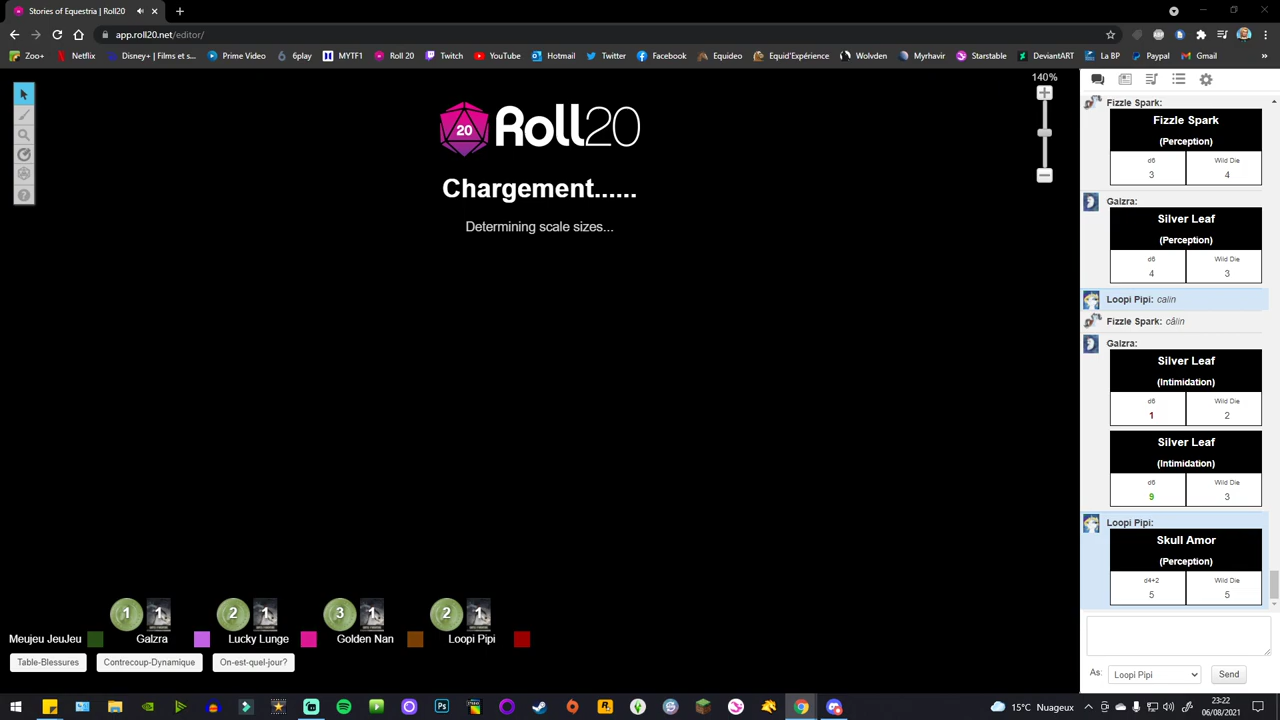 Stories of Equestria | Roll20
app.roll20.net/editor/
Zoo+ Netflix Disney+ | Films et s... Prime Video 6play MYTF1 Roll 20 Twitch YouTube Hotmail Twitter Facebook Equideo Equid'Expérience Wolvden Myrhavir Starstable DeviantART La BP Paypal Gmail
140%
20 Roll20
Chargement......
Determining scale sizes...
Fizzle Spark:
Fizzle Spark
(Perception)
d6 Wild Die
3 4
Galzra:
Silver Leaf
(Perception)
d6 Wild Die
4 3
Loopi Pipi: calin
Fizzle Spark: câlin
Galzra:
Silver Leaf
(Intimidation)
d6 Wild Die
1 2
Silver Leaf
(Intimidation)
d6 Wild Die
9 3
Loopi Pipi:
Skull Amor
(Perception)
d4+2 Wild Die
5 5
1 1 2 1 3 1 2 1
Meujeu JeuJeu Galzra Lucky Lunge Golden Nan Loopi Pipi
Table-Blessures Contrecoup-Dynamique On-est-quel-jour?
As: Loopi Pipi Send
15°C Nuageux
23:22
06/08/2021